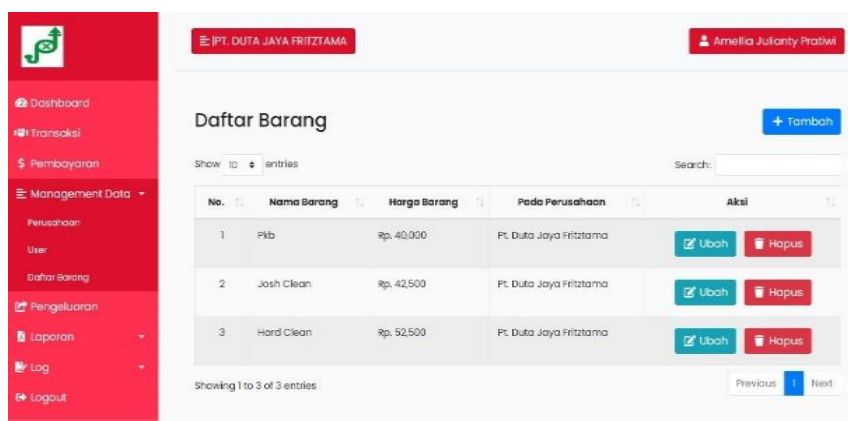 PT. DUTA JAYA FRITZTAMA
Amellia Julianty Pratiwi
Dashboard
Transaksi
Pembayaran
Management Data
Perusahaan
User
Daftar Barang
Pengeluaran
Laporan
Log
Logout
Daftar Barang
+ Tambah
Show 10 entries
Search:
No. Nama Barang Harga Barang Pada Perusahaan Aksi
1 Pkb Rp. 40,000 Pt. Duta Jaya Fritztama Ubah Hapus
2 Josh Clean Rp. 42,500 Pt. Duta Jaya Fritztama Ubah Hapus
3 Hard Clean Rp. 52,500 Pt. Duta Jaya Fritztama Ubah Hapus
Showing 1 to 3 of 3 entries
Previous 1 Next